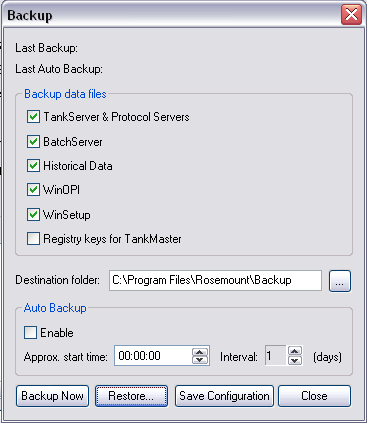 Backup
Last Backup:
Last Auto Backup:
Backup data files
TankServer & Protocol Servers
BatchServer
Historical Data
WinOPI
WinSetup
Registry keys for TankMaster
Destination folder: C:\Program Files\Rosemount\Backup ...
Auto Backup
Enable
Approx. start time: 00:00:00 Interval: 1 (days)
Backup Now Restore... Save Configuration Close